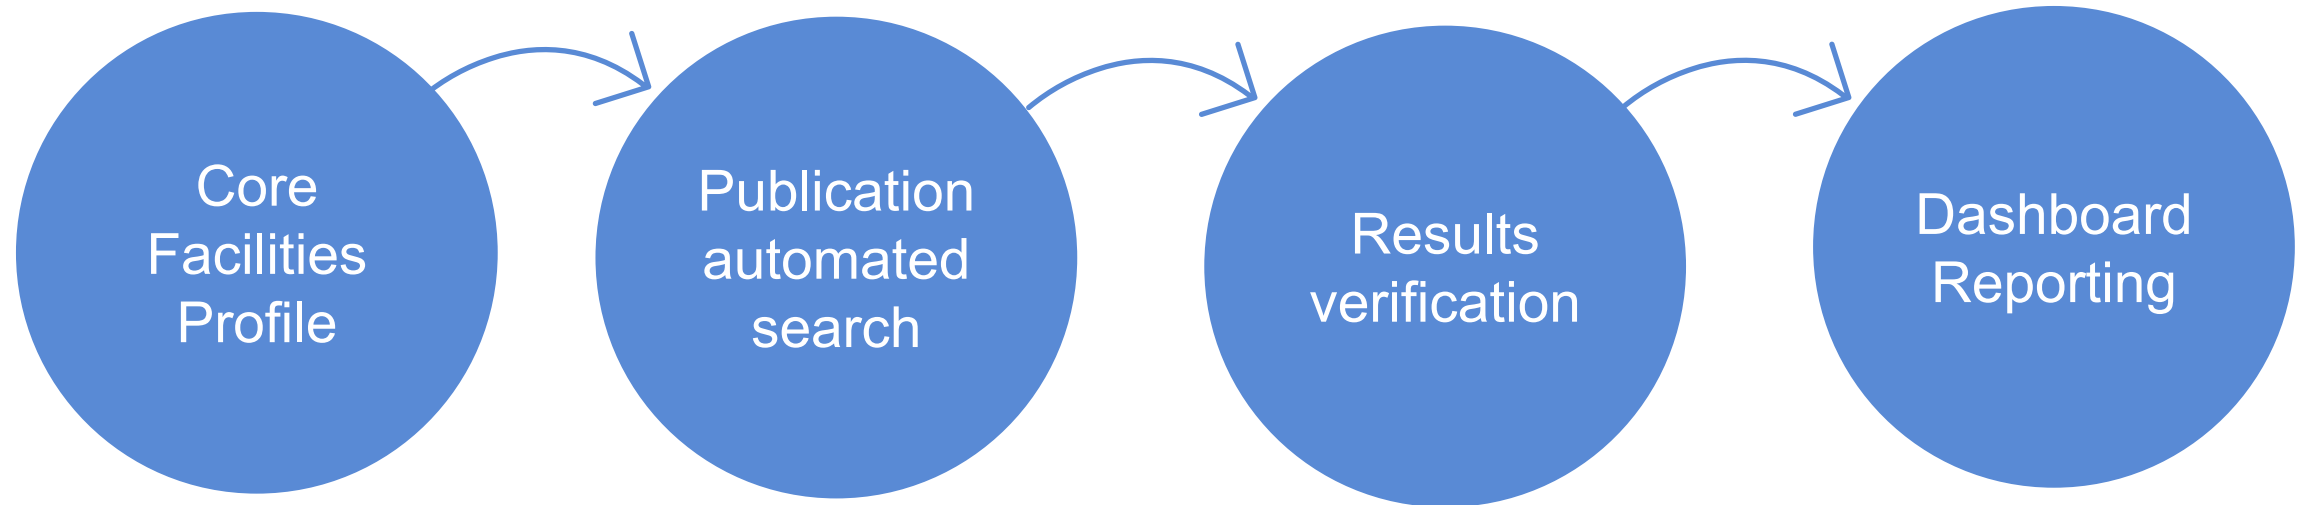 Core
Facilities
Profile
Publication
automated
search
Results
verification
Dashboard
Reporting